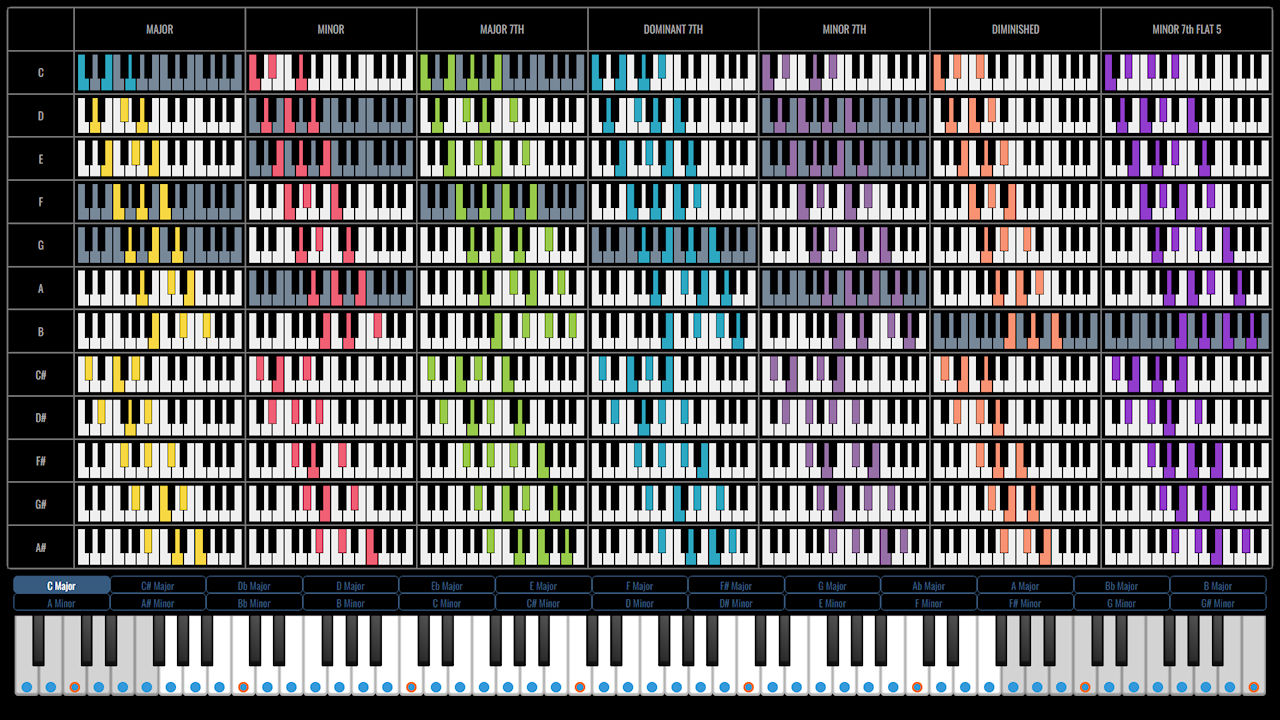 MAJOR MINOR MAJOR 7TH DOMINANT 7TH MINOR 7TH DIMINISHED MINOR 7th FLAT 5
C
D
E
F
G
A
B
C#
D#
F#
G#
A#
C Major C# Major Db Major D Major Eb Major E Major F Major F# Major G Major Ab Major A Major Bb Major B Major
A Minor A# Minor Bb Minor B Minor C Minor C# Minor D Minor D# Minor E Minor F Minor F# Minor G Minor G# Minor